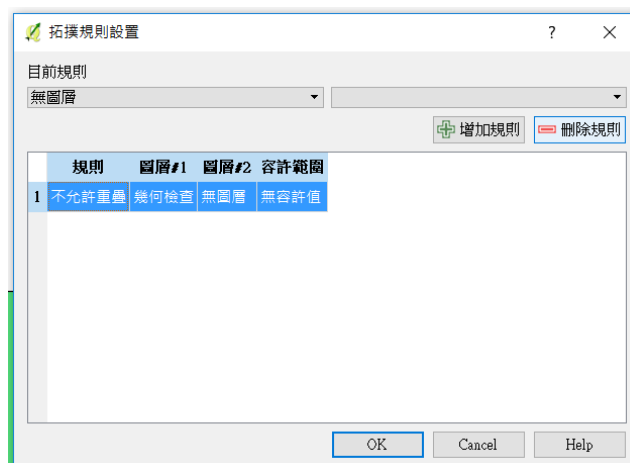 拓撲規則設置 ?
目前規則
無圖層
增加規則 刪除規則
規則 圖層#1 圖層#2 容許範圍
1 不允許重疊 幾何檢查 無圖層 無容許值
OK Cancel Help